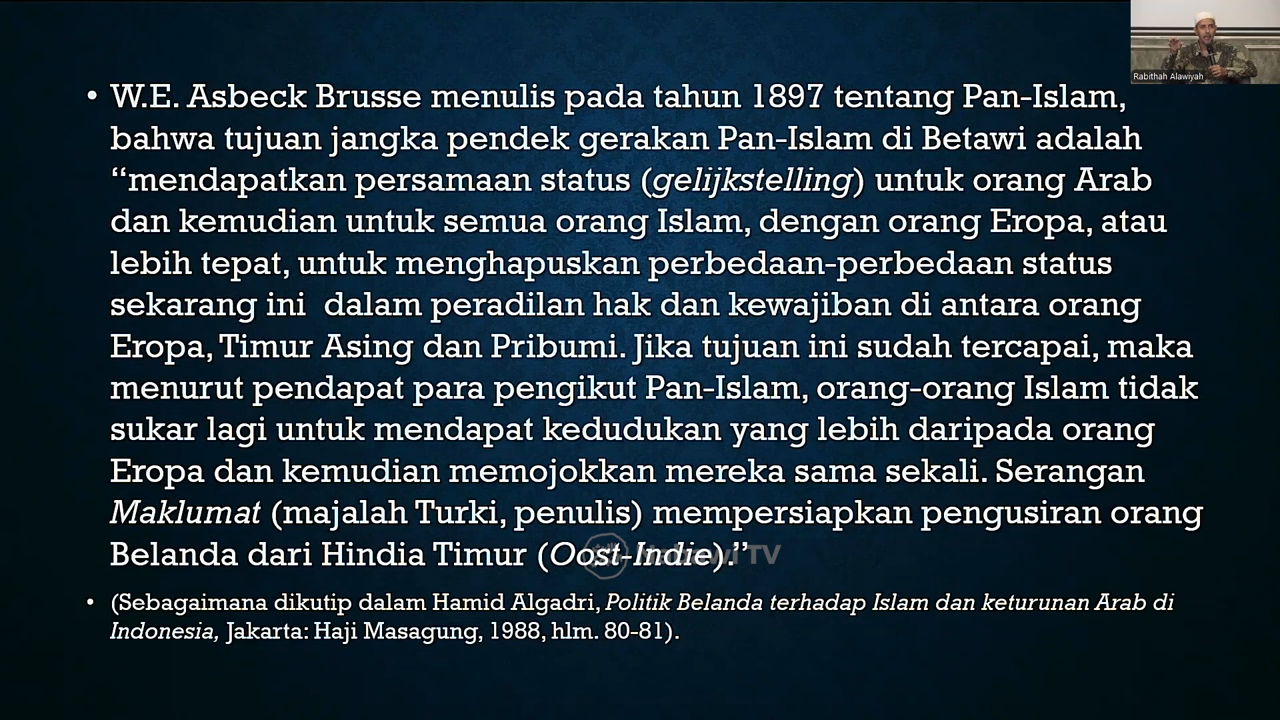 Rabithah Alawiyah
• W.E. Asbeck Brusse menulis pada tahun 1897 tentang Pan-Islam,
bahwa tujuan jangka pendek gerakan Pan-Islam di Betawi adalah
“mendapatkan persamaan status (gelijkstelling) untuk orang Arab
dan kemudian untuk semua orang Islam, dengan orang Eropa, atau
lebih tepat, untuk menghapuskan perbedaan-perbedaan status
sekarang ini  dalam peradilan hak dan kewajiban di antara orang
Eropa, Timur Asing dan Pribumi. Jika tujuan ini sudah tercapai, maka
menurut pendapat para pengikut Pan-Islam, orang-orang Islam tidak
sukar lagi untuk mendapat kedudukan yang lebih daripada orang
Eropa dan kemudian memojokkan mereka sama sekali. Serangan
Maklumat (majalah Turki, penulis) mempersiapkan pengusiran orang
Belanda dari Hindia Timur (Oost-Indie).”
Nabawi TV
• (Sebagaimana dikutip dalam Hamid Algadri, Politik Belanda terhadap Islam dan keturunan Arab di
Indonesia, Jakarta: Haji Masagung, 1988, hlm. 80-81).